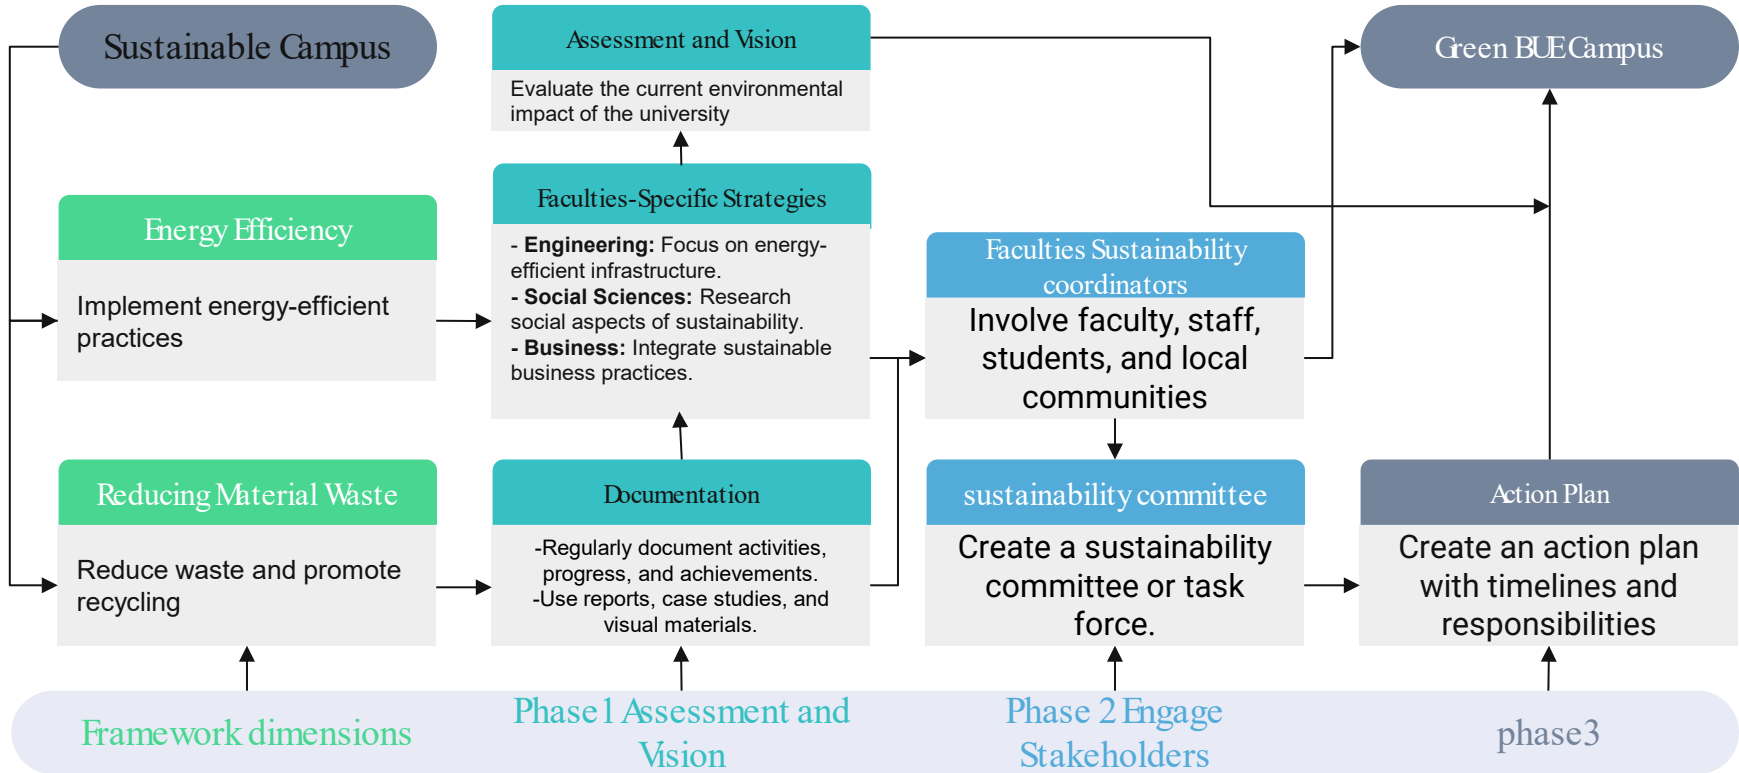 Sustainable Campus
Energy Efficiency
Implement energy-efficient
practices
Reducing Material Waste
Reduce waste and promote
recycling
Assessment and Vision
Evaluate the current environmental
impact of the university
Faculties-Specific Strategies
- Engineering: Focus on energy-
efficient infrastructure.
- Social Sciences: Research
social aspects of sustainability.
- Business: Integrate sustainable
business practices.
Documentation
-Regularly document activities,
progress, and achievements.
-Use reports, case studies, and
visual materials.
Faculties Sustainability
coordinators
Involve faculty, staff,
students, and local
communities
sustainability committee
Create a sustainability
committee or task
force.
Green BUE Campus
Action Plan
Create an action plan
with timelines and
responsibilities
Framework dimensions
Phase1 Assessment and
Vision
Phase 2 Engage
Stakeholders
phase3